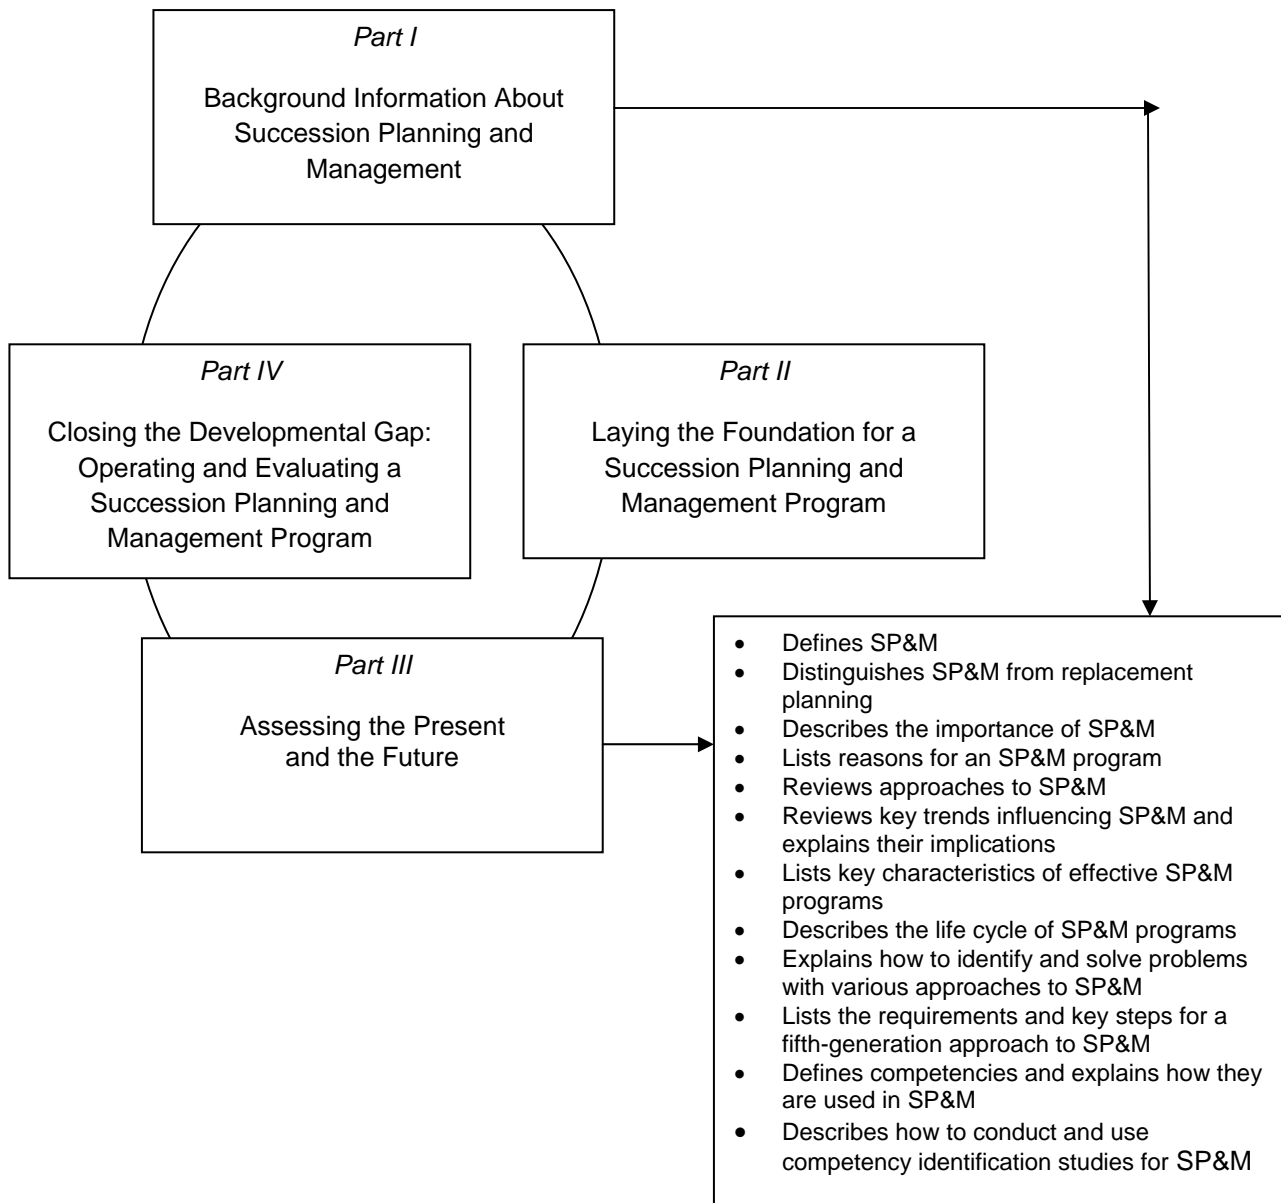 Part I
Background Information About
Succession Planning and
Management
Part IV
Closing the Developmental Gap:
Operating and Evaluating a
Succession Planning and
Management Program
Part II
Laying the Foundation for a
Succession Planning and
Management Program
Part III
Assessing the Present
and the Future
• Defines SP&M
• Distinguishes SP&M from replacement
planning
• Describes the importance of SP&M
• Lists reasons for an SP&M program
• Reviews approaches to SP&M
• Reviews key trends influencing SP&M and
explains their implications
• Lists key characteristics of effective SP&M
programs
• Describes the life cycle of SP&M programs
• Explains how to identify and solve problems
with various approaches to SP&M
• Lists the requirements and key steps for a
fifth-generation approach to SP&M
• Defines competencies and explains how they
are used in SP&M
• Describes how to conduct and use
competency identification studies for SP&M